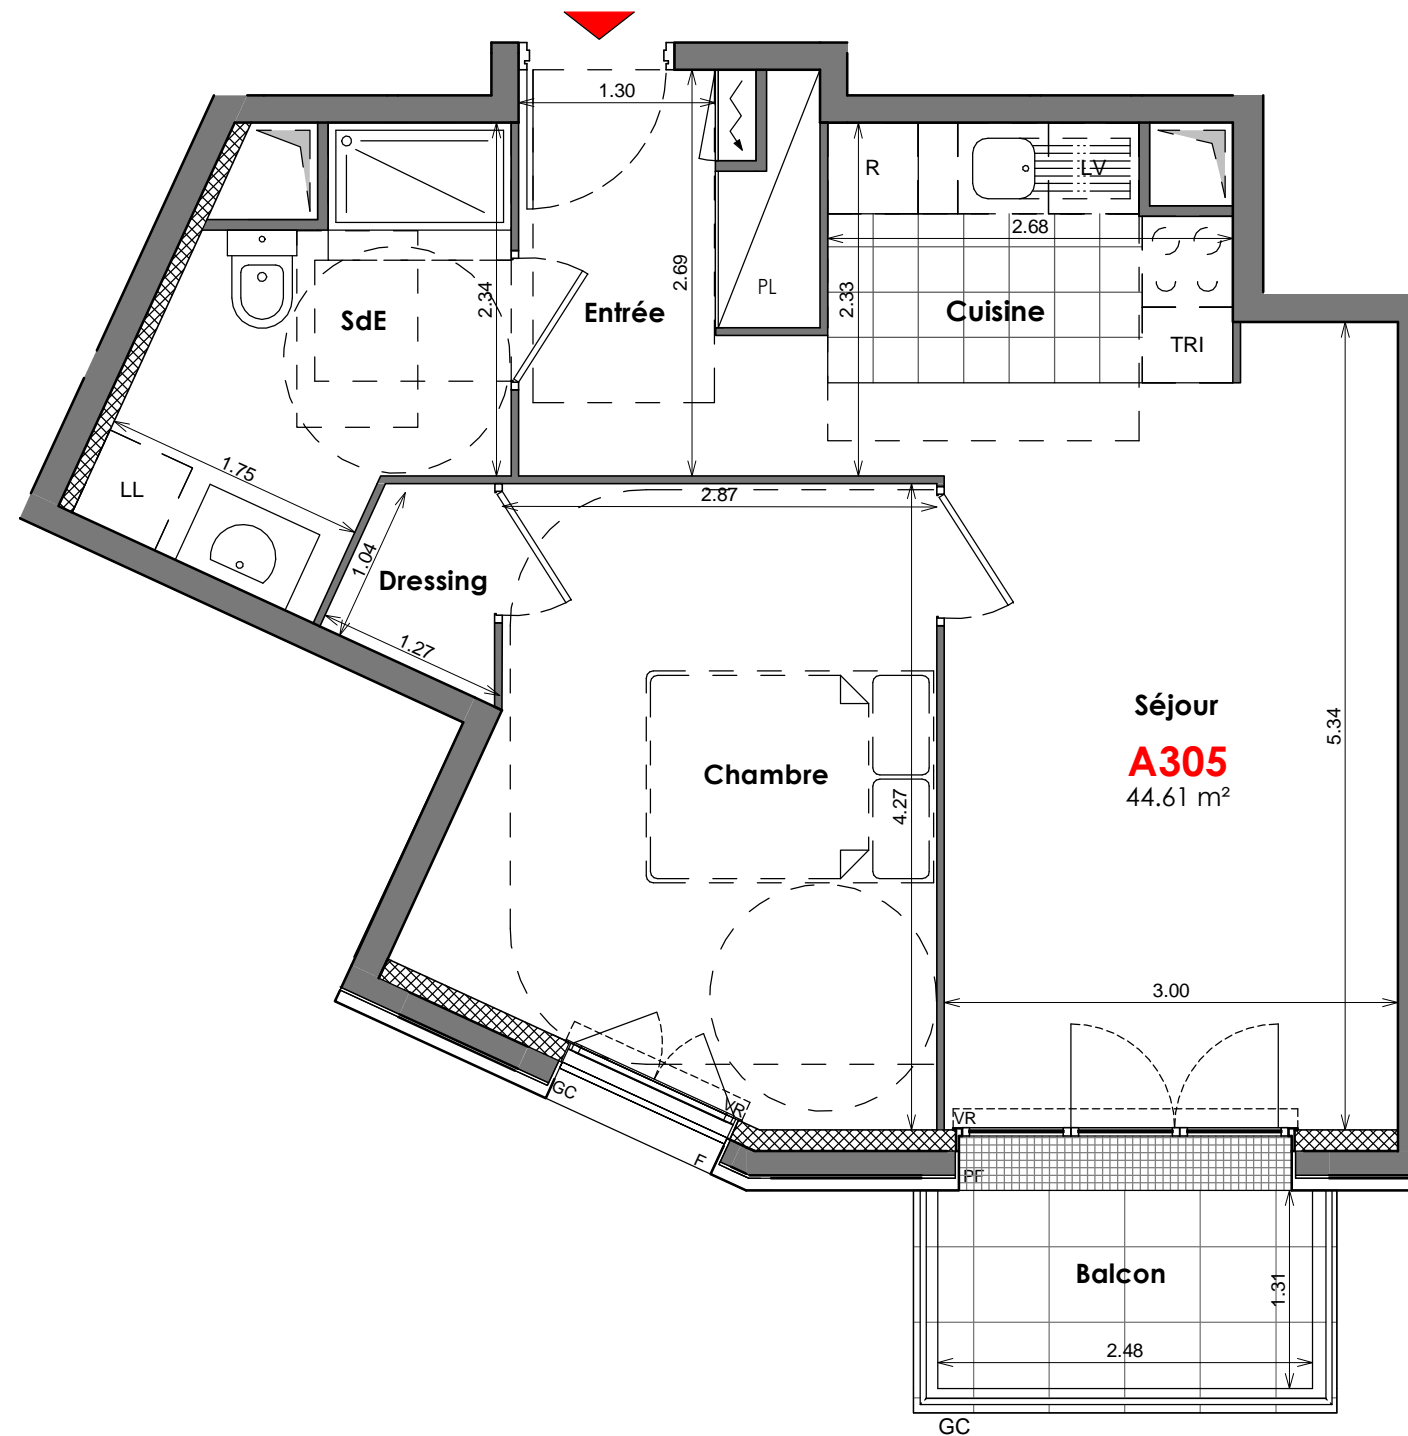 1.30
R
LV
2.68
2.34
SdE
Entrée
2.69
PL
2.33
Cuisine
TRI
1.75
LL
2.87
1.04
Dressing
1.27
Séjour
A305
44.61 m²
5.34
Chambre
4.27
3.00
GC
VR
F
VR
PF
Balcon
1.31
2.48
GC